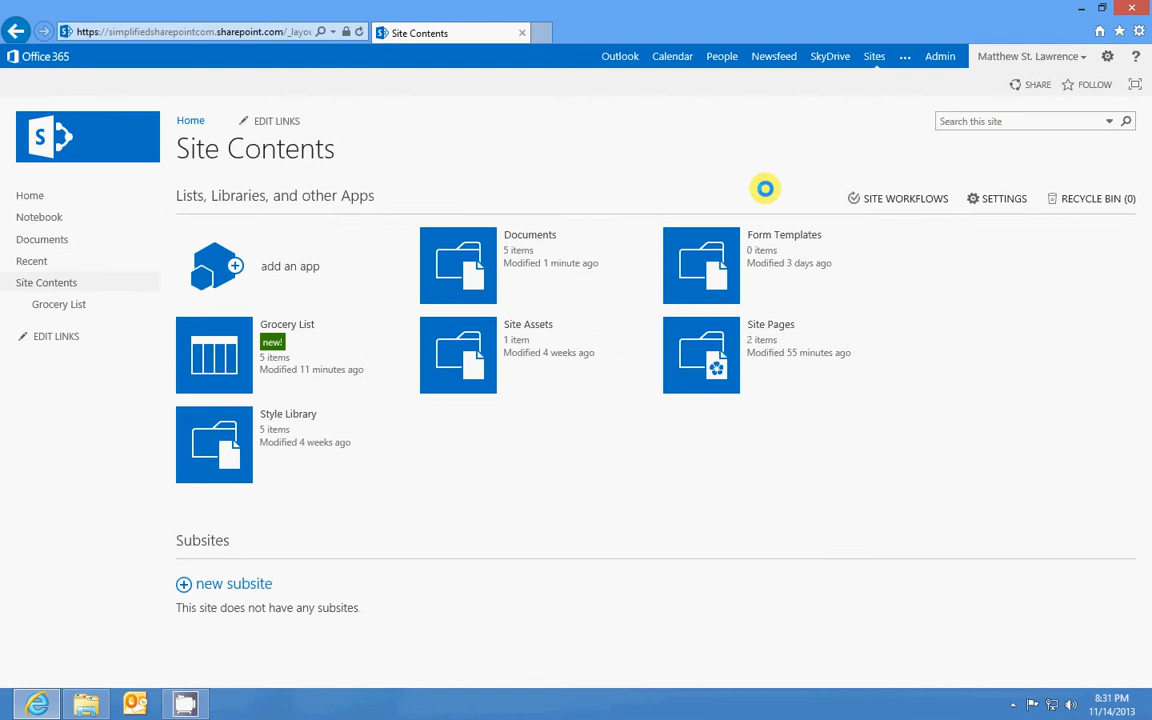 https://simplifiedsharepointcom.sharepoint.com/_layou
Site Contents
Office 365
Outlook Calendar People Newsfeed SkyDrive Sites ... Admin Matthew St. Lawrence ?
SHARE FOLLOW
S
Home EDIT LINKS
Search this site
Site Contents
Home
Notebook
Documents
Recent
Site Contents
Grocery List
EDIT LINKS
Lists, Libraries, and other Apps
SITE WORKFLOWS SETTINGS RECYCLE BIN (0)
add an app
Documents
5 items
Modified 1 minute ago
Form Templates
0 items
Modified 3 days ago
Grocery List
new!
5 items
Modified 11 minutes ago
Site Assets
1 item
Modified 4 weeks ago
Site Pages
2 items
Modified 55 minutes ago
Style Library
5 items
Modified 4 weeks ago
Subsites
new subsite
This site does not have any subsites.
8:31 PM
11/14/2013